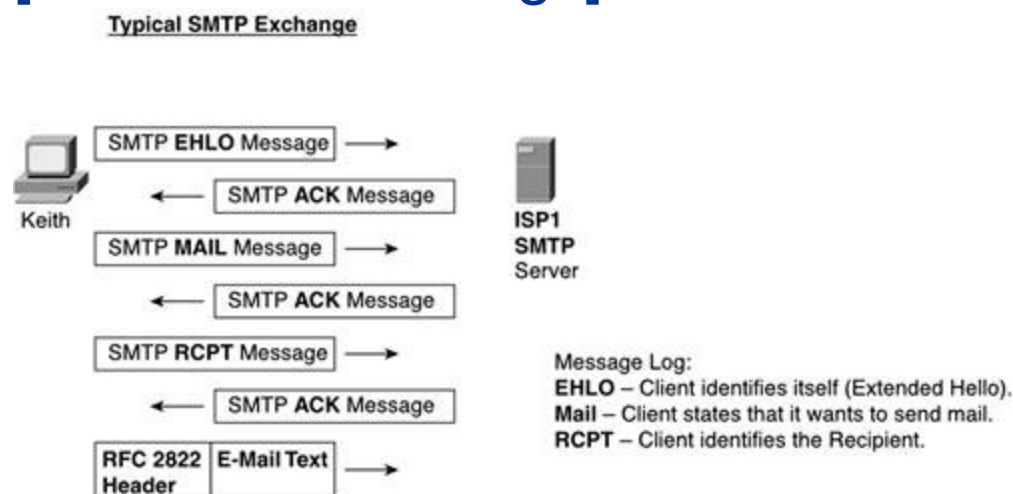 Typical SMTP Exchange
SMTP EHLO Message
SMTP ACK Message
Keith
ISP1
SMTP
Server
SMTP MAIL Message
SMTP ACK Message
SMTP RCPT Message
SMTP ACK Message
RFC 2822
Header
E-Mail Text
Message Log:
EHLO – Client identifies itself (Extended Hello).
Mail – Client states that it wants to send mail.
RCPT – Client identifies the Recipient.